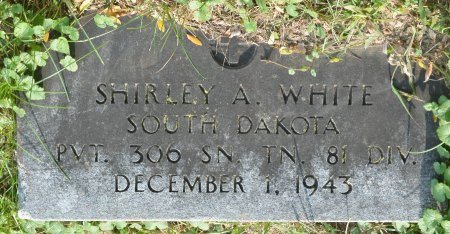 SHIRLEY A. WHITE
SOUTH DAKOTA
PVT. 306 SN. TN. 81 DIV.
DECEMBER 1, 1943